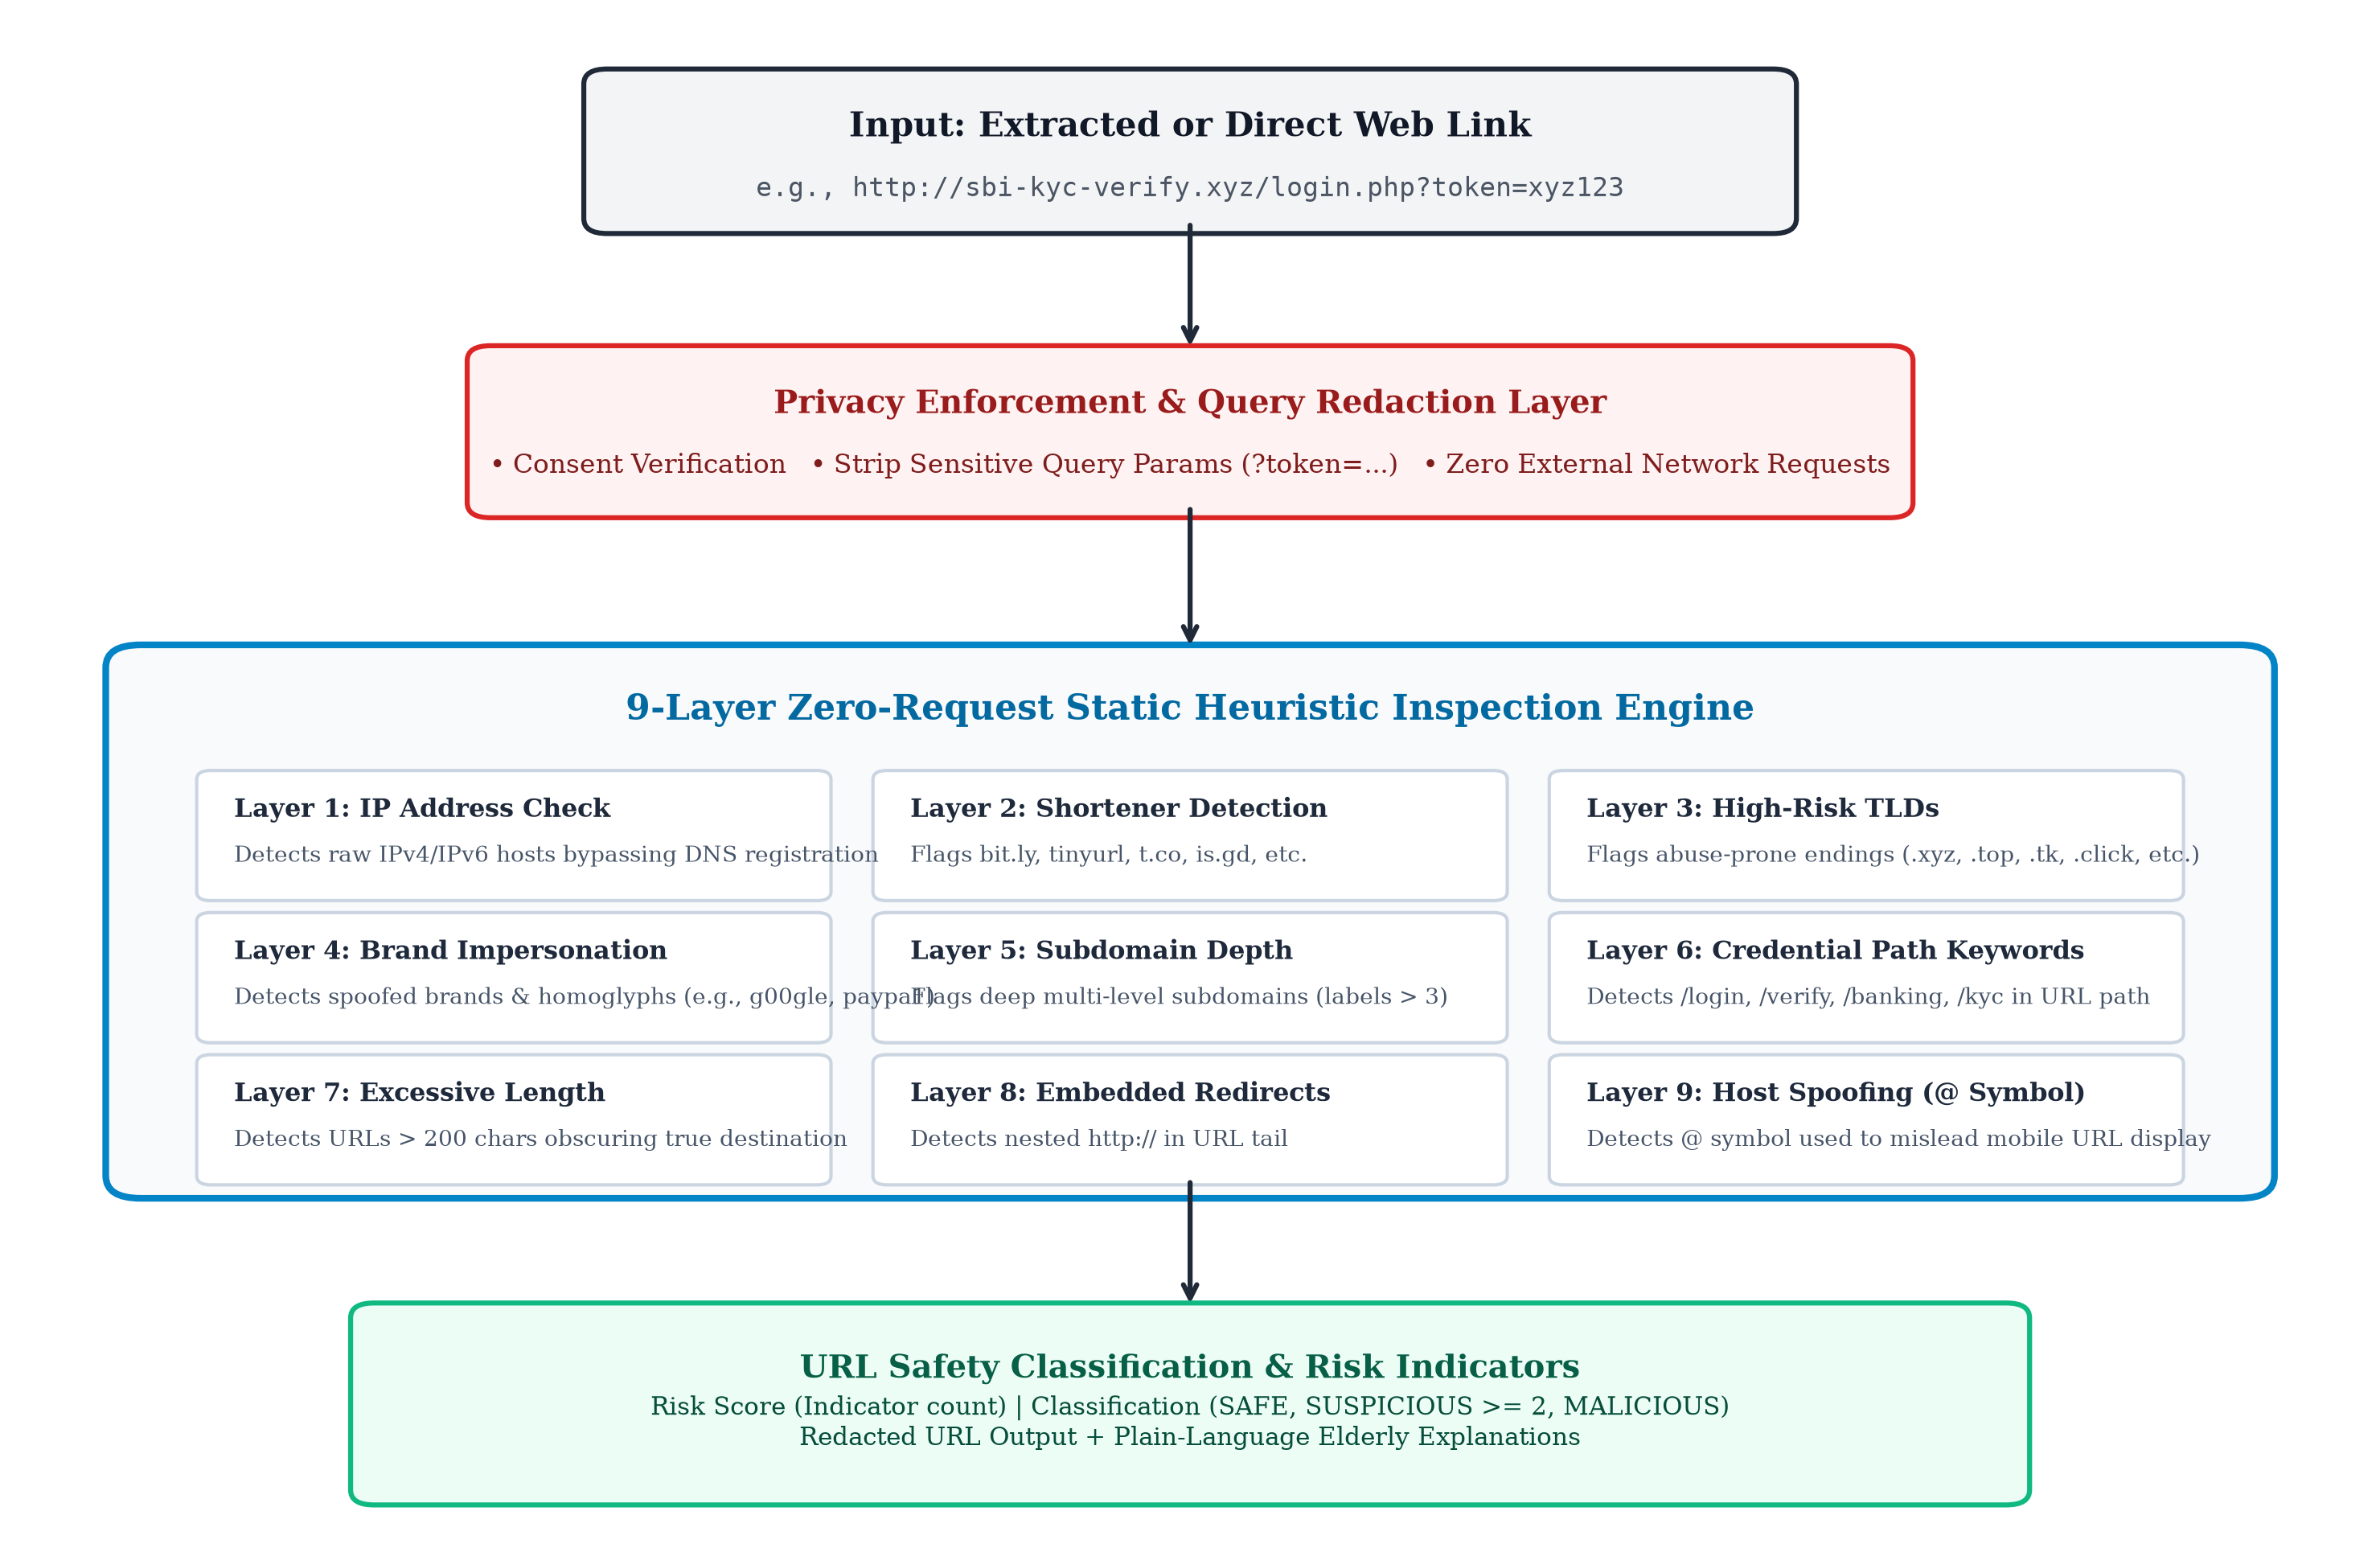 Input: Extracted or Direct Web Link
e.g., http://sbi-kyc-verify.xyz/login.php?token=xyz123
Privacy Enforcement & Query Redaction Layer
• Consent Verification • Strip Sensitive Query Params (?token=...) • Zero External Network Requests
9-Layer Zero-Request Static Heuristic Inspection Engine
Layer 1: IP Address Check
Detects raw IPv4/IPv6 hosts bypassing DNS registration
Layer 2: Shortener Detection
Flags bit.ly, tinyurl, t.co, is.gd, etc.
Layer 3: High-Risk TLDs
Flags abuse-prone endings (.xyz, .top, .tk, .click, etc.)
Layer 4: Brand Impersonation
Detects spoofed brands & homoglyphs (e.g., g00gle,
Layer 5: Subdomain Depth
Flags deep multi-level subdomains (labels > 3)
Layer 6: Credential Path Keywords
Detects /login, /verify, /banking, /kyc in URL path
Layer 7: Excessive Length
Detects URLs > 200 chars obscuring true destination
Layer 8: Embedded Redirects
Detects nested http:// in URL tail
Layer 9: Host Spoofing (@ Symbol)
Detects @ symbol used to mislead mobile URL display
URL Safety Classification & Risk Indicators
Risk Score (Indicator count) | Classification (SAFE, SUSPICIOUS >= 2, MALICIOUS)
Redacted URL Output + Plain-Language Elderly Explanations